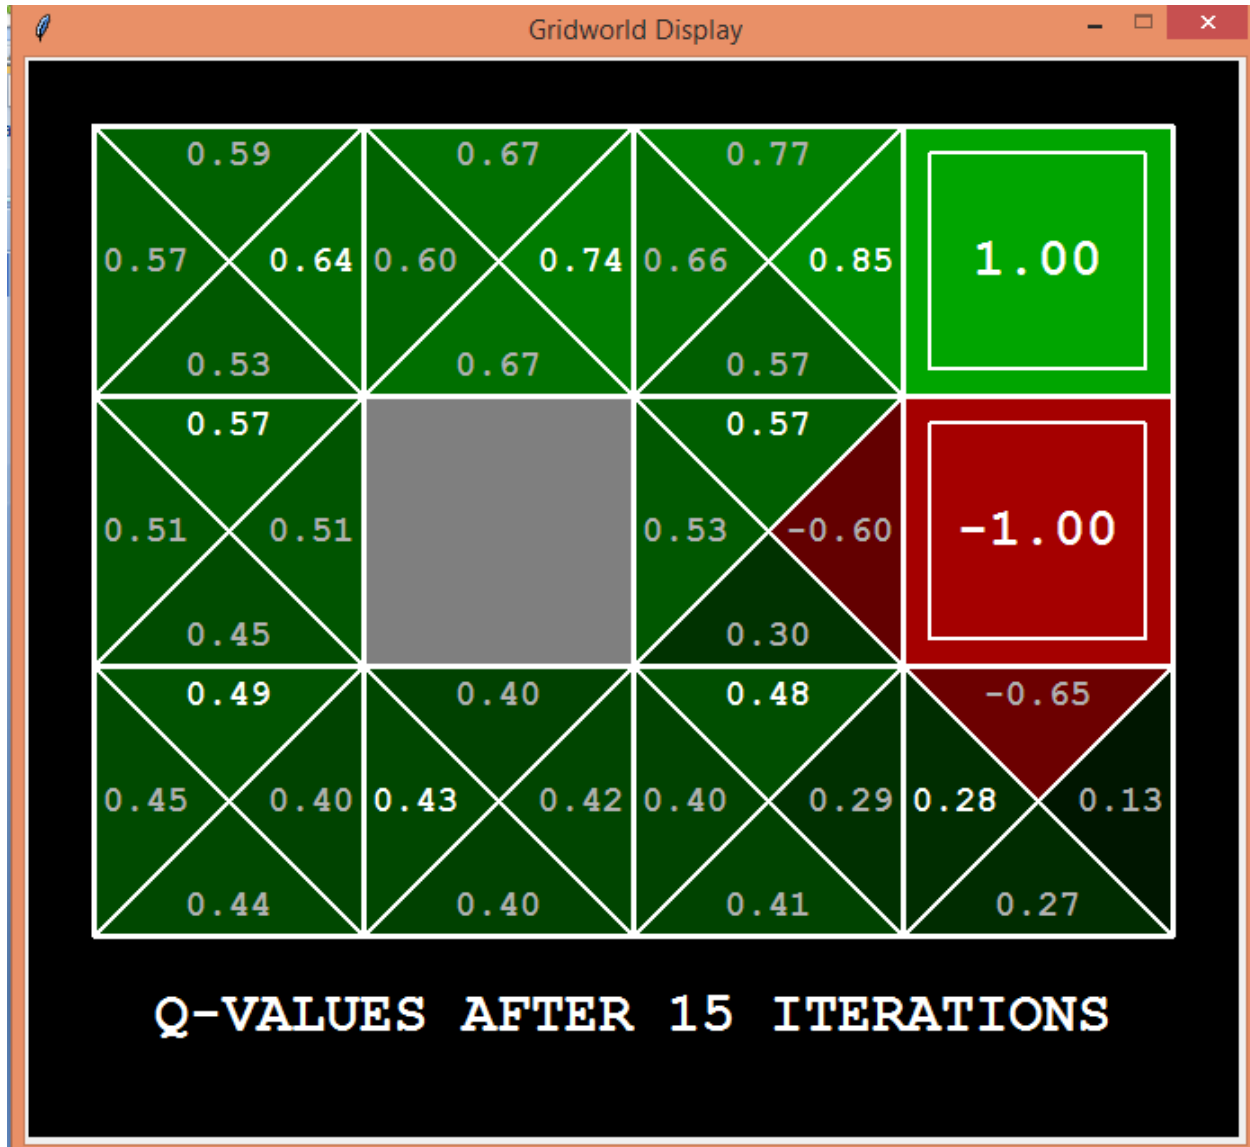 Gridworld Display
0.59 0.67 0.77
0.57 0.64 0.60 0.74 0.66 0.85 1.00
0.53 0.67 0.57
0.57 0.57
0.51 0.51 0.53 -0.60 -1.00
0.45 0.30
0.49 0.40 0.48 -0.65
0.45 0.40 0.43 0.42 0.40 0.29 0.28 0.13
0.44 0.40 0.41 0.27
Q-VALUES AFTER 15 ITERATIONS